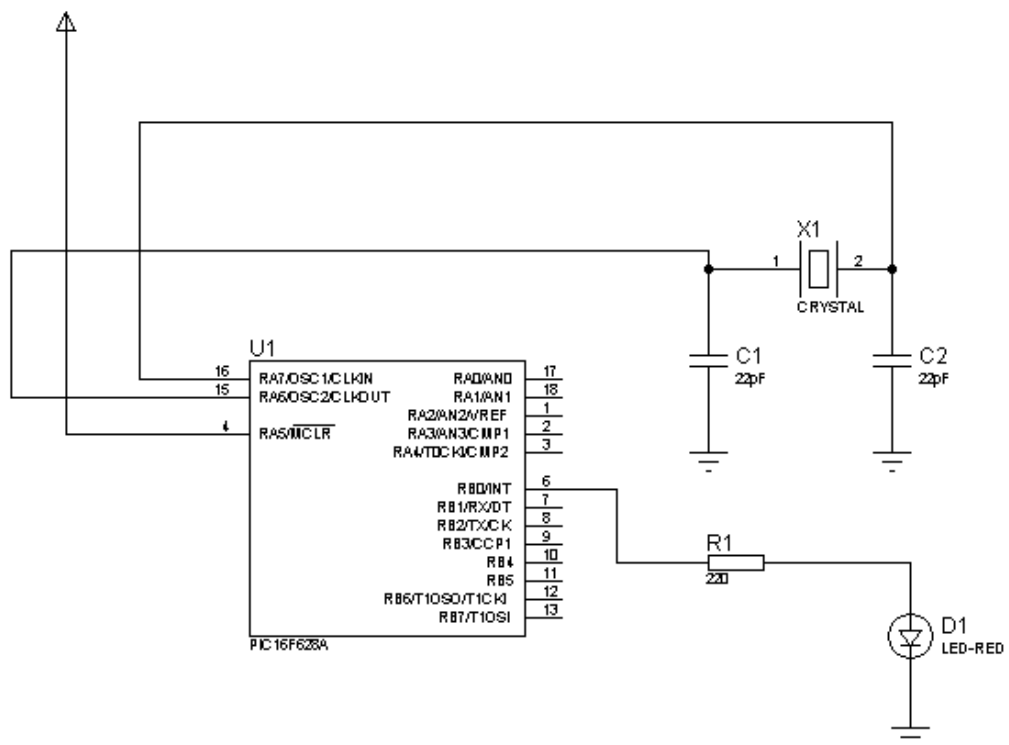 X1
1 2
CRYSTAL
C1
22pF
C2
22pF
U1
16 RA7/OSC1/CLKIN RA0/AN0 17
15 RA6/OSC2/CLKOUT RA1/AN1 18
RA2/AN2/VREF 1
4 RA5/MCLR RA3/AN3/CMP1 2
RA4/T0CKI/CMP2 3
RB0/INT 6
RB1/RX/DT 7
RB2/TX/CK 8
RB3/CCP1 9
RB4 10
RB5 11
RB6/T1OSO/T1CKI 12
RB7/T1OSI 13
PIC16F628A
R1
220
D1
LED-RED